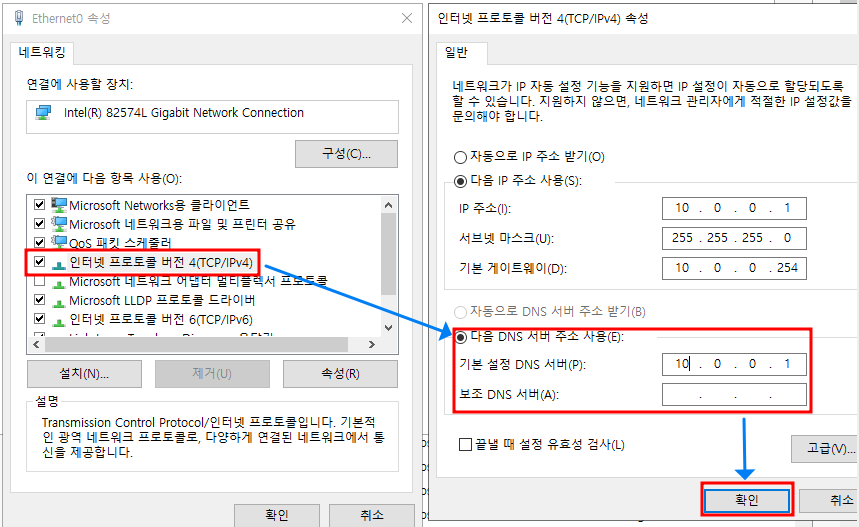 Ethernet0 속성
네트워킹
연결에 사용할 장치:
Intel(R) 82574L Gigabit Network Connection
구성(C)...
이 연결에 다음 항목 사용(O):
Microsoft Networks용 클라이언트
Microsoft 네트워크용 파일 및 프린터 공유
QoS 패킷 스케줄러
인터넷 프로토콜 버전 4(TCP/IPv4)
Microsoft 네트워크 어댑터 멀티플렉서 프로토콜
Microsoft LLDP 프로토콜 드라이버
인터넷 프로토콜 버전 6(TCP/IPv6)
설치(N)...
제거(U)
속성(R)
설명
Transmission Control Protocol/인터넷 프로토콜입니다. 기본적
인 광역 네트워크 프로토콜로, 다양하게 연결된 네트워크에서 통
신을 제공합니다.
확인
취소
인터넷 프로토콜 버전 4(TCP/IPv4) 속성
일반
네트워크가 IP 자동 설정 기능을 지원하면 IP 설정이 자동으로 할당되도록
할 수 있습니다. 지원하지 않으면, 네트워크 관리자에게 적절한 IP 설정값을
문의해야 합니다.
자동으로 IP 주소 받기(O)
다음 IP 주소 사용(S):
IP 주소(I): 10 . 0 . 0 . 1
서브넷 마스크(U): 255 . 255 . 255 . 0
기본 게이트웨이(D): 10 . 0 . 0 . 254
자동으로 DNS 서버 주소 받기(B)
다음 DNS 서버 주소 사용(E):
기본 설정 DNS 서버(P): 10 . 0 . 0 . 1
보조 DNS 서버(A): . . .
끝낼 때 설정 유효성 검사(L)
고급(V)...
확인
취소